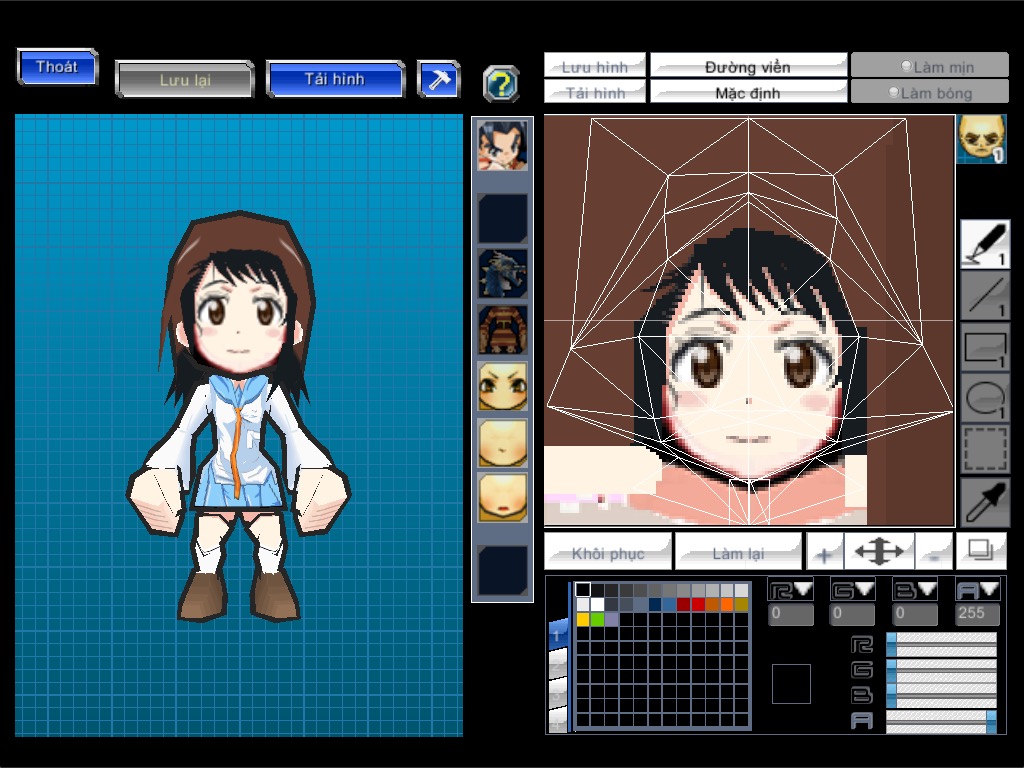 Thoát
Lưu lại
Tải hình
?
Lưu hình
Đường viền
Làm mịn
Tải hình
Mặc định
Làm bóng
1
1
1
1
1
Khôi phục
Làm lại
+
-
R G B A
0 0 0 255
1
R
G
B
A